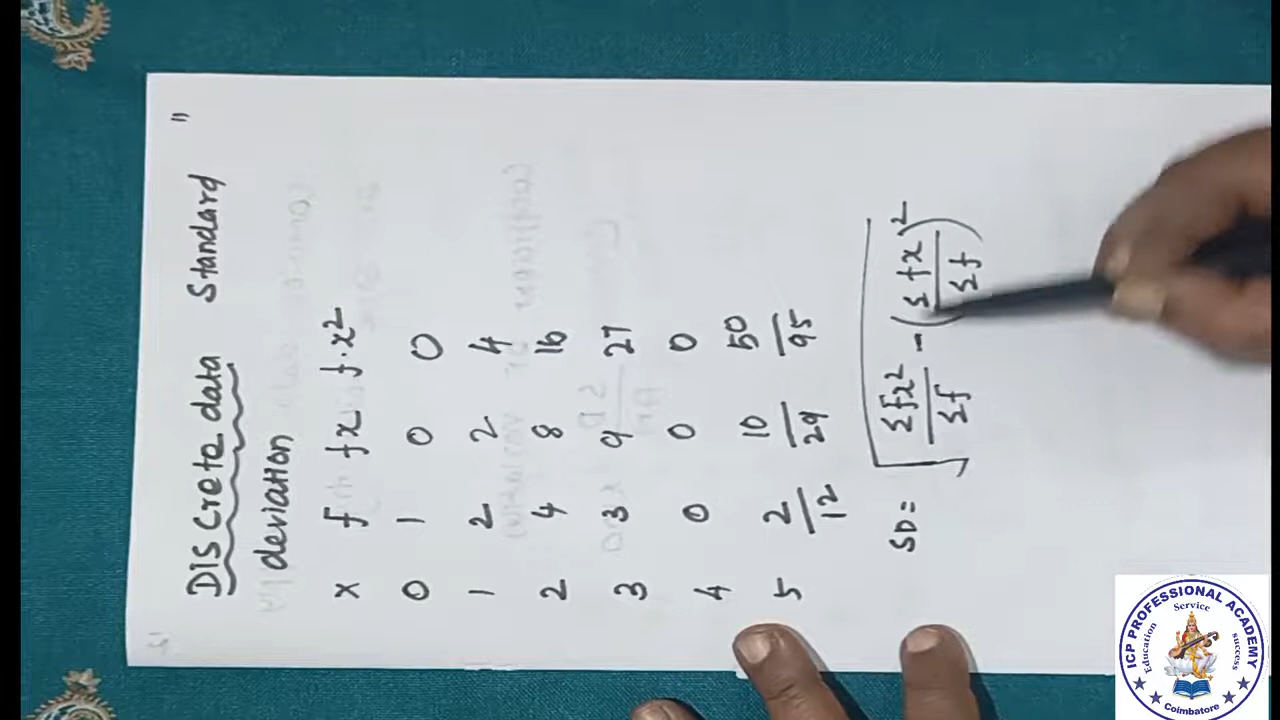 DISCrete data Standard "
deviation
x f fx f.x²
0 1 0 0
1 2 2 4
2 4 8 16
3 3 9 27
4 0 0 0
5 2 10 50
12 29 95
SD= √ Σfx²/Σf - (Σfx/Σf)²
ICP PROFESSIONAL ACADEMY
Service
Education
success
Coimbatore